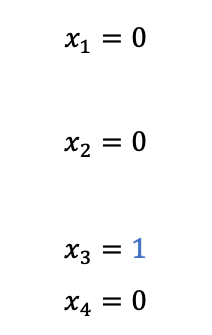 x₁ = 0
x₂ = 0
x₃ = 1
x₄ = 0